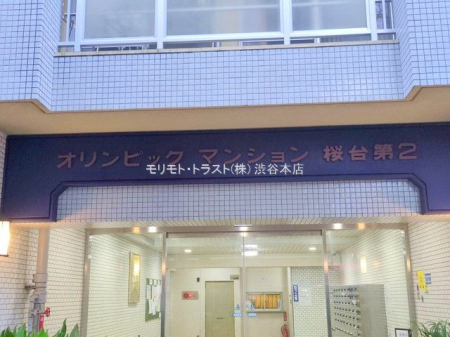 オリンピック マンション 桜台第2
モリモト・トラスト(株) 渋谷本店